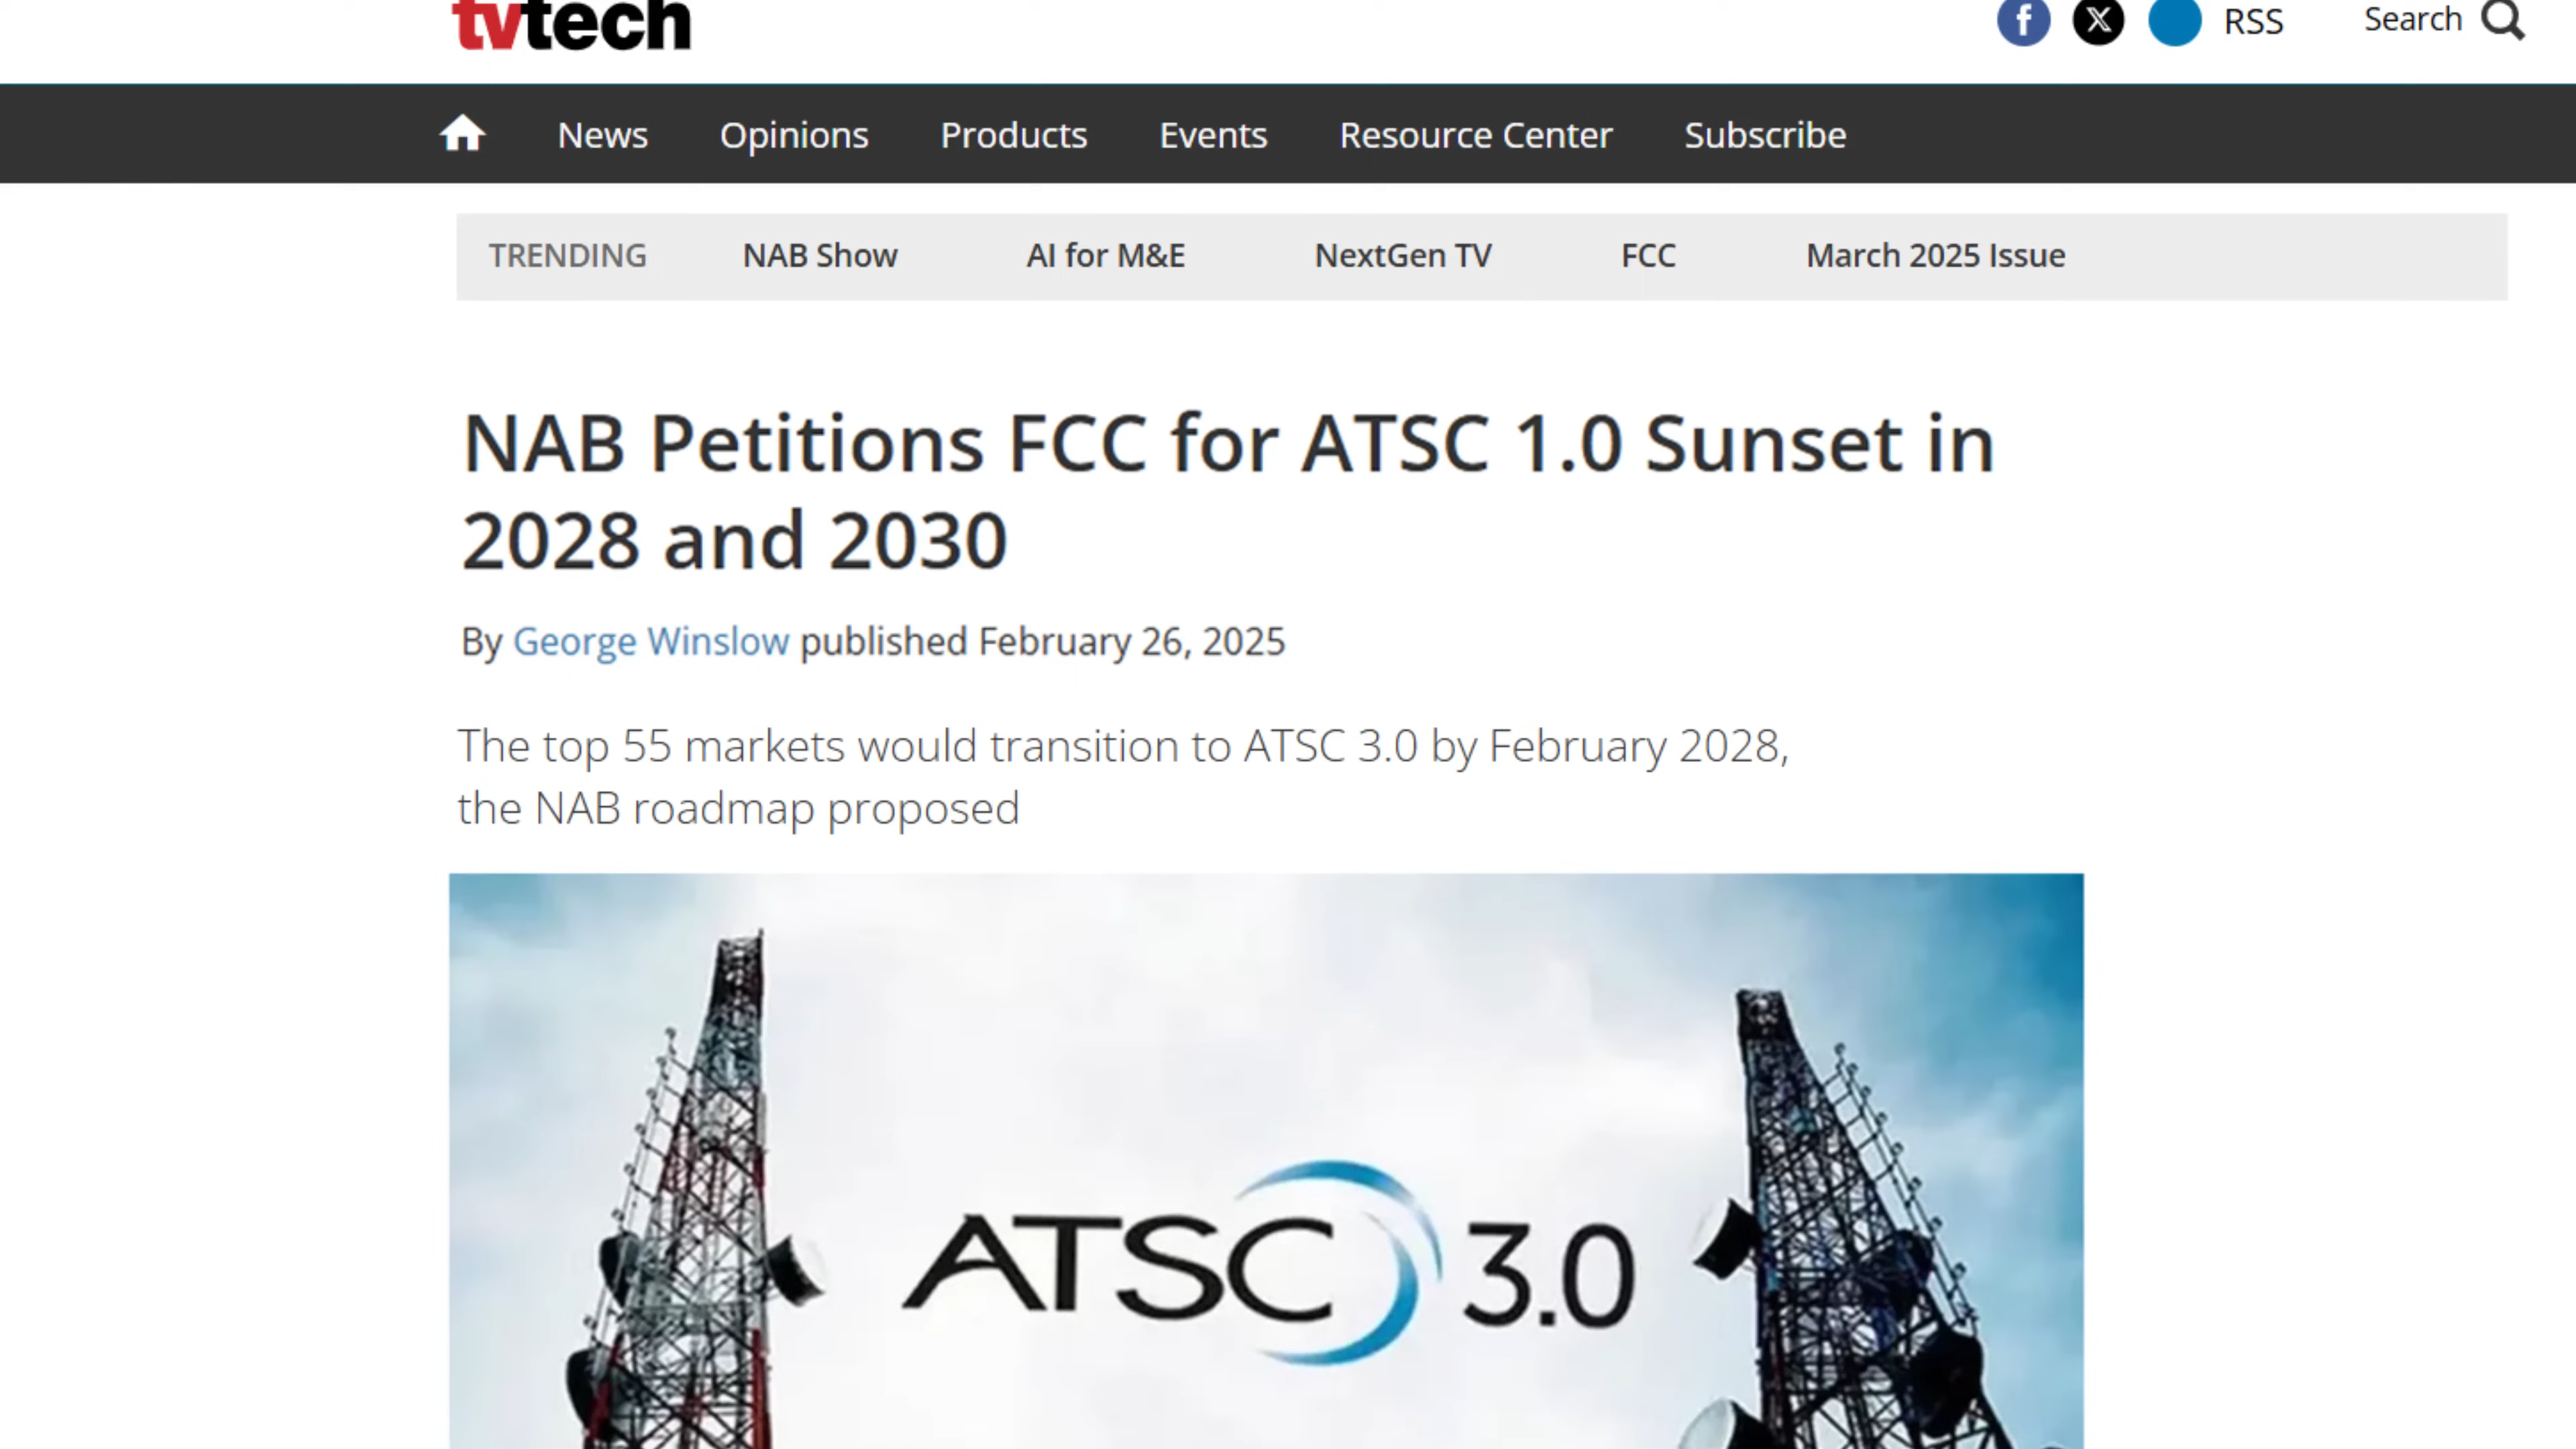 tvtech
RSS
Search
News
Opinions
Products
Events
Resource Center
Subscribe
TRENDING
NAB Show
AI for M&E
NextGen TV
FCC
March 2025 Issue
NAB Petitions FCC for ATSC 1.0 Sunset in
2028 and 2030
By George Winslow published February 26, 2025
The top 55 markets would transition to ATSC 3.0 by February 2028,
the NAB roadmap proposed
ATSC 3.0